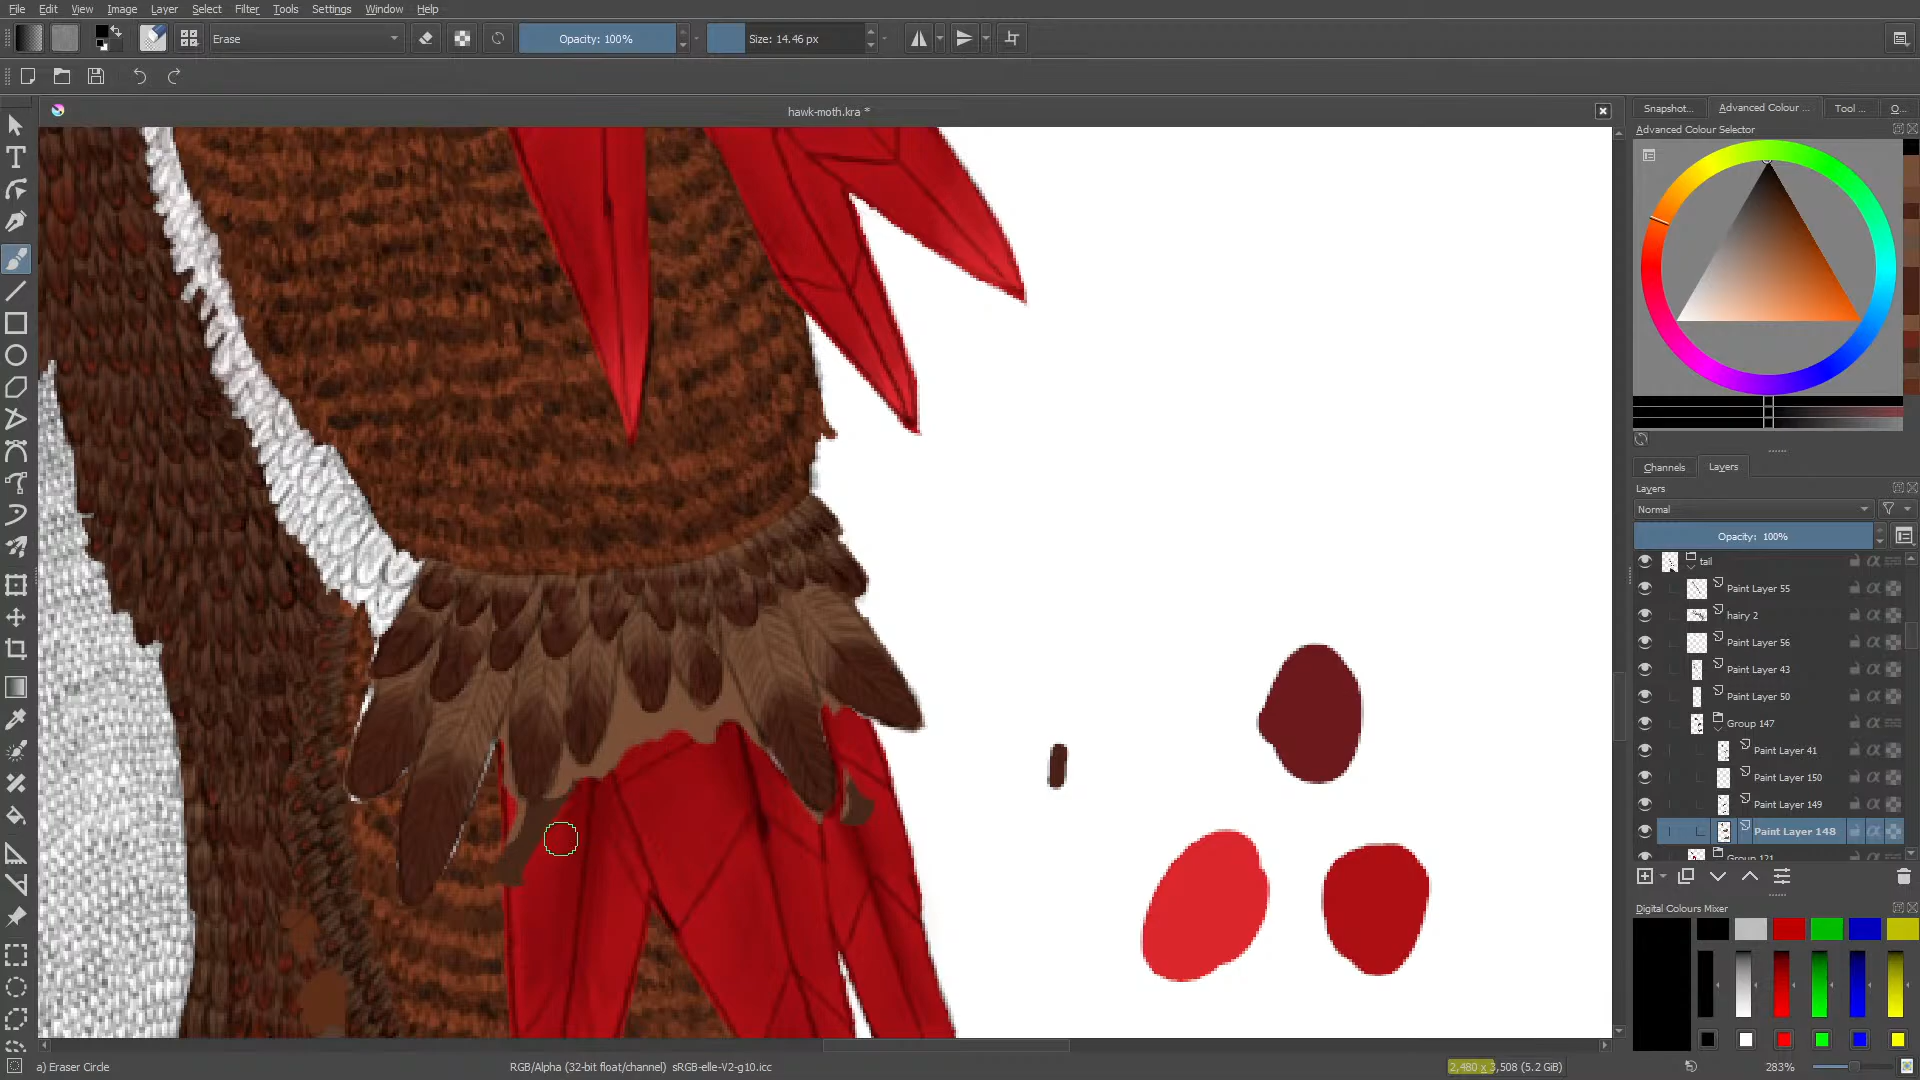 File Edit View Image Layer Select Filter Tools Settings Window Help
Erase Opacity: 100% Size: 14.46 px
hawk-moth.kra *
Snapshot... Advanced Colour ... Tool ... O...
Advanced Colour Selector
Channels Layers
Layers
Normal
Opacity: 100%
tail
Paint Layer 55
hairy 2
Paint Layer 56
Paint Layer 43
Paint Layer 50
Group 147
Paint Layer 41
Paint Layer 150
Paint Layer 149
Paint Layer 148
Group 121
Digital Colours Mixer
a) Eraser Circle
RGB/Alpha (32-bit float/channel) sRGB-elle-V2-g10.icc
2,480 x 3,508 (5.2 GiB)
283%